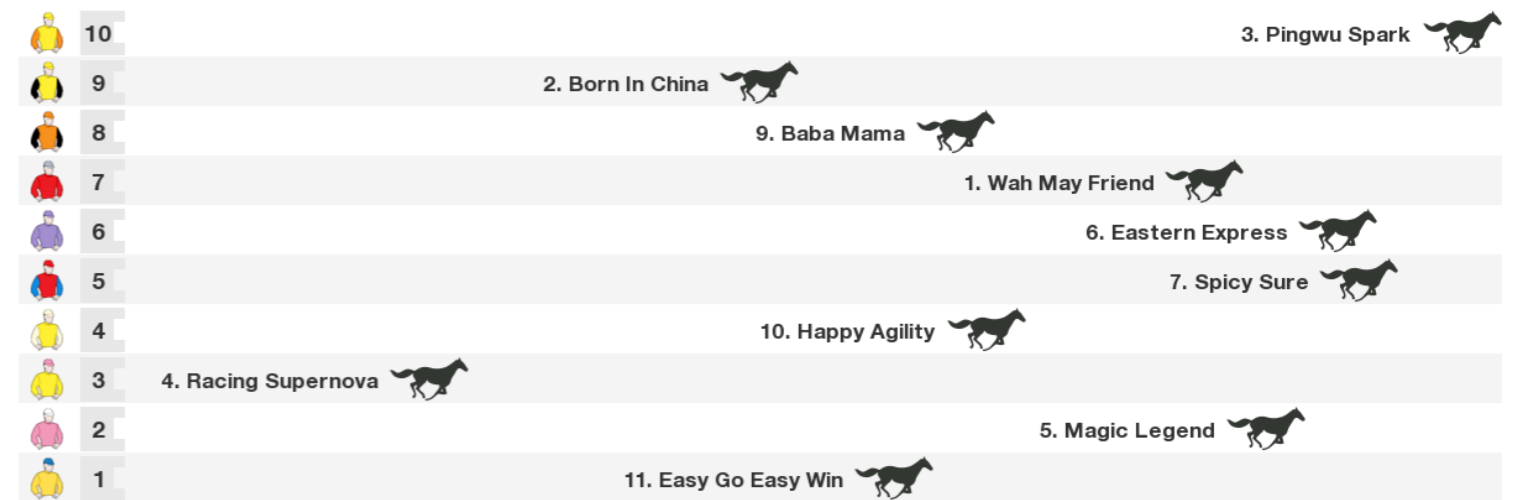 10 3. Pingwu Spark
9 2. Born In China
8 9. Baba Mama
7 1. Wah May Friend
6 6. Eastern Express
5 7. Spicy Sure
4 10. Happy Agility
3 4. Racing Supernova
2 5. Magic Legend
1 11. Easy Go Easy Win